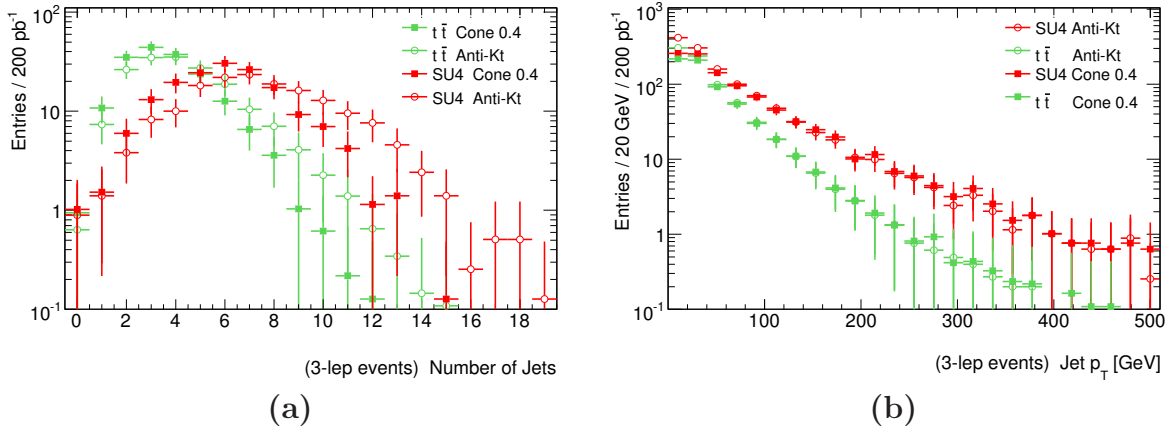 Entries / 200 pb⁻¹
10²
10
1
10⁻¹
t t̄ Cone 0.4
t t̄ Anti-Kt
SU4 Cone 0.4
SU4 Anti-Kt
0 2 4 6 8 10 12 14 16 18
(3-lep events) Number of Jets
(a)
Entries / 20 GeV / 200 pb⁻¹
10³
10²
10
1
10⁻¹
SU4 Anti-Kt
t t̄ Anti-Kt
SU4 Cone 0.4
t t̄ Cone 0.4
100 200 300 400 500
(3-lep events) Jet p_T [GeV]
(b)